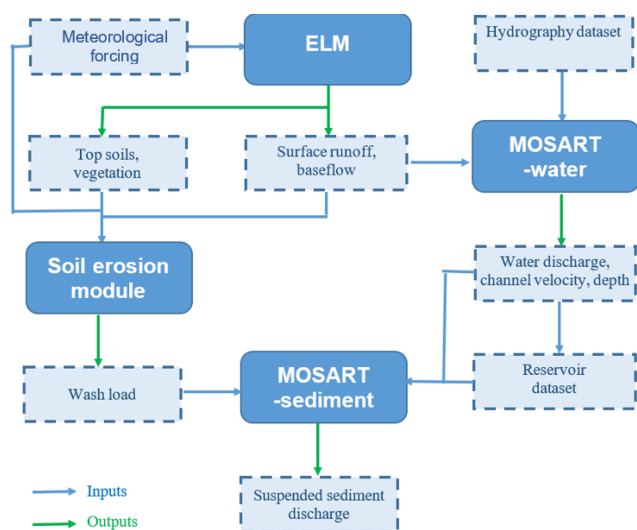 Meteorological
forcing
ELM
Hydrography dataset
Top soils,
vegetation
Surface runoff,
baseflow
MOSART
-water
Soil erosion
module
Water discharge,
channel velocity, depth
Wash load
MOSART
-sediment
Reservoir
dataset
Inputs
Outputs
Suspended sediment
discharge